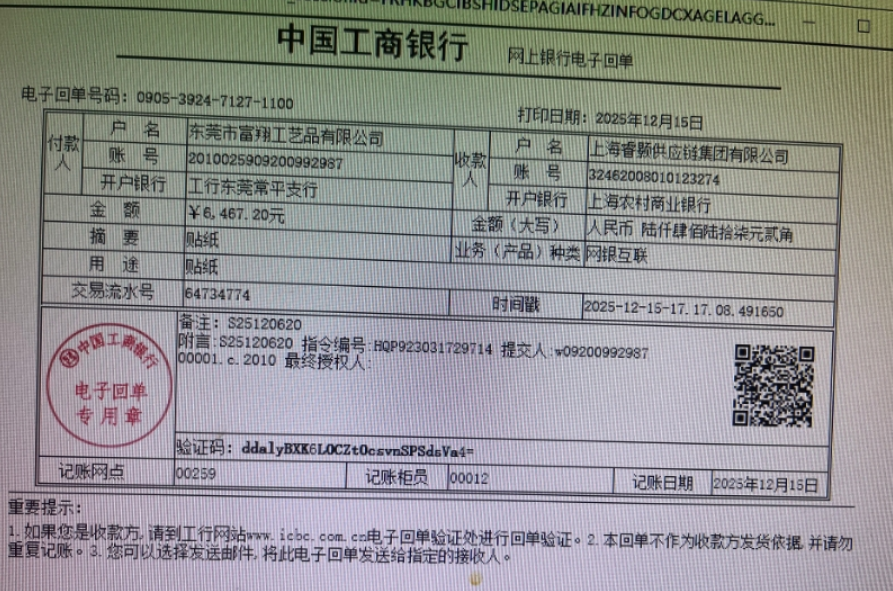 中国工商银行 网上银行电子回单
电子回单号码：0905-3924-7127-1100 打印日期：2025年12月15日
付款人 户 名 东莞市富翔工艺品有限公司 收款人 户 名 上海睿颢供应链集团有限公司
账 号 2010025909200992987 账 号 32462008010123274
开户银行 工行东莞常平支行 开户银行 上海农村商业银行
金 额 ￥6,467.20元 金额（大写） 人民币 陆仟肆佰陆拾柒元贰角
摘 要 贴纸 业务（产品）种类 网银互联
用 途 贴纸
交易流水号 64734774 时间戳 2025-12-15-17.17.08.491650
中国工商银行
电子回单
专用章
备注：S25120620
附言:S25120620 指令编号:HQP923031729714 提交人:w09200992987
00001.c.2010 最终授权人:
验证码：ddalyBXK6LOCZtOcsvnSPSdsVa4=
记账网点 00259 记账柜员 00012 记账日期 2025年12月15日
重要提示：
1.如果您是收款方,请到工行网站www.icbc.com.cn电子回单验证处进行回单验证。2.本回单不作为收款方发货依据,并请勿
重复记账。3.您可以选择发送邮件,将此电子回单发送给指定的接收人。